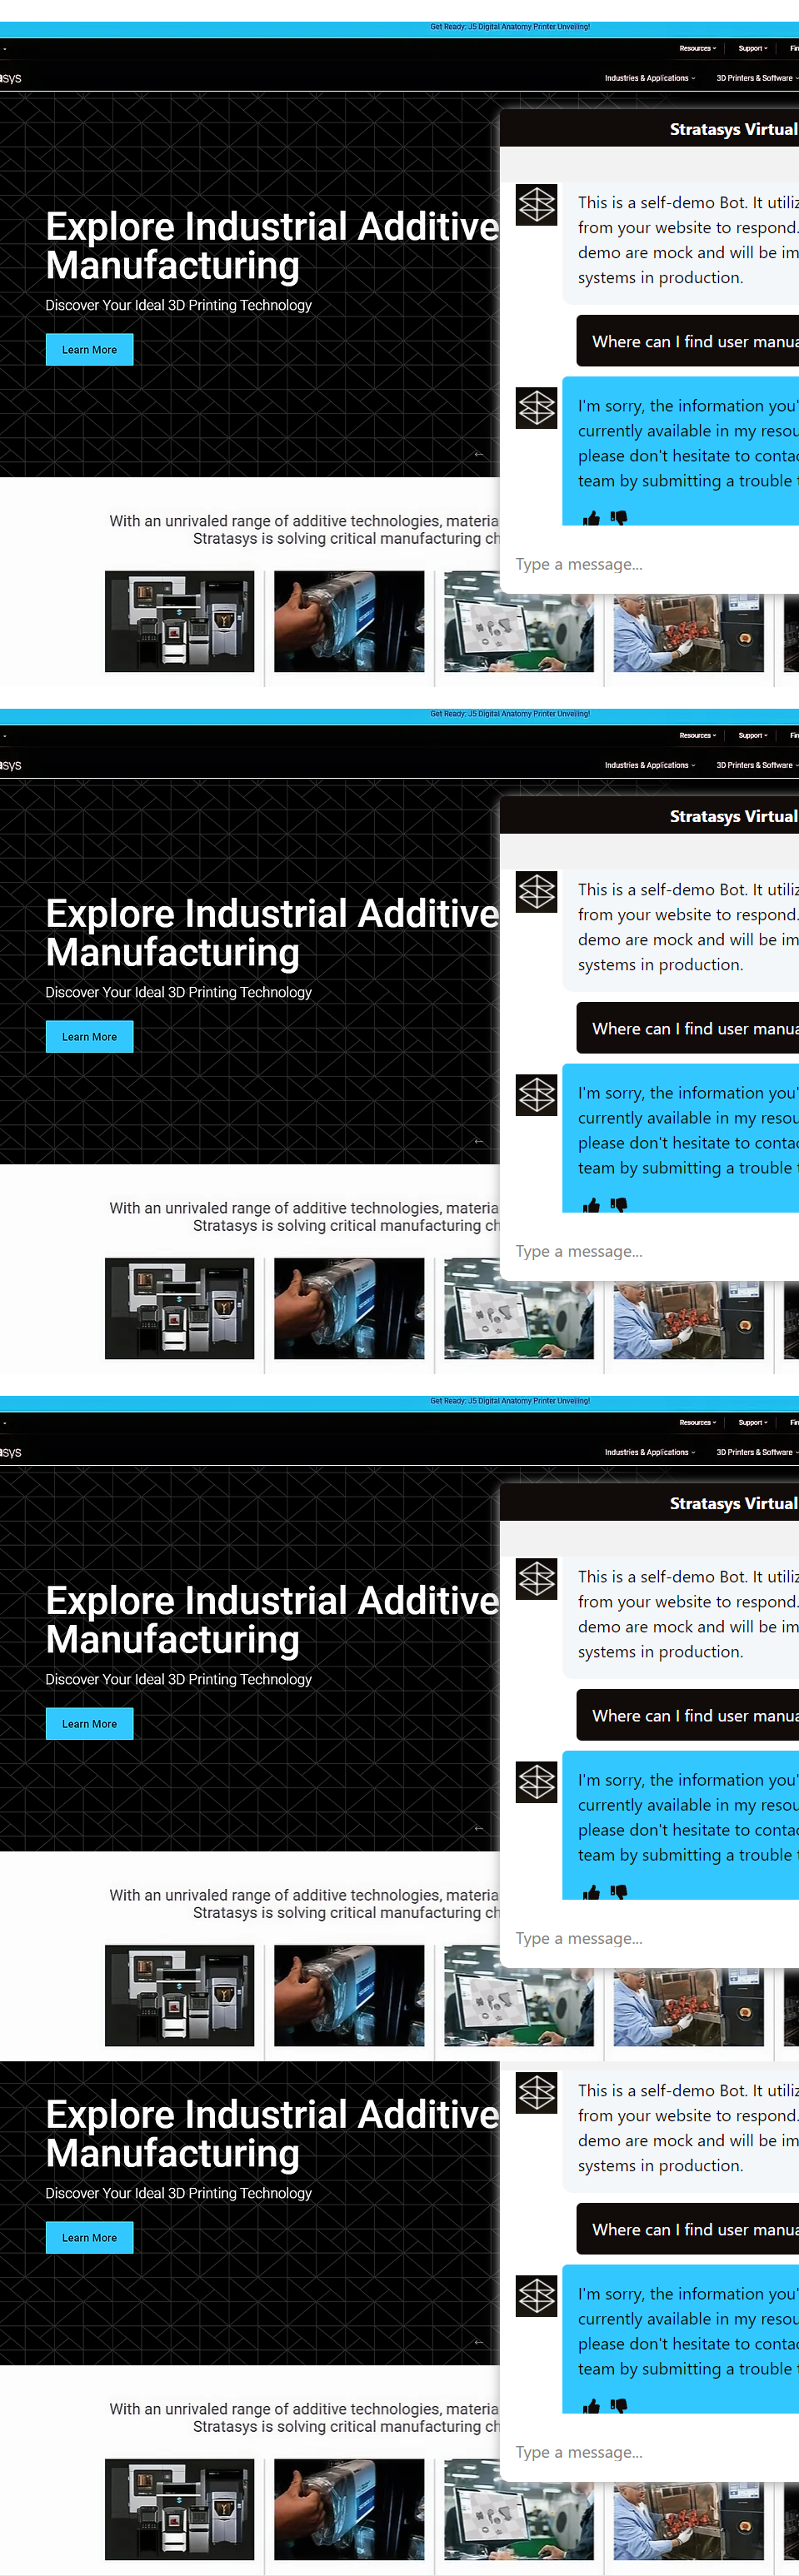 Get Ready: J5 Digital Anatomy Printer Unveiling!
Resources Support Fin
asys Industries & Applications 3D Printers & Software
Stratasys Virtual
Explore Industrial Additive
Manufacturing
Discover Your Ideal 3D Printing Technology
Learn More
This is a self-demo Bot. It utiliz
from your website to respond.
demo are mock and will be im
systems in production.
Where can I find user manua
I'm sorry, the information you'
currently available in my resou
please don't hesitate to contac
team by submitting a trouble t
Type a message...
With an unrivaled range of additive technologies, materia
Stratasys is solving critical manufacturing ch
Get Ready: J5 Digital Anatomy Printer Unveiling!
Resources Support Fin
asys Industries & Applications 3D Printers & Software
Stratasys Virtual
Explore Industrial Additive
Manufacturing
Discover Your Ideal 3D Printing Technology
Learn More
This is a self-demo Bot. It utiliz
from your website to respond.
demo are mock and will be im
systems in production.
Where can I find user manua
I'm sorry, the information you'
currently available in my resou
please don't hesitate to contac
team by submitting a trouble t
Type a message...
With an unrivaled range of additive technologies, materia
Stratasys is solving critical manufacturing ch
Get Ready: J5 Digital Anatomy Printer Unveiling!
Resources Support Fin
asys Industries & Applications 3D Printers & Software
Stratasys Virtual
Explore Industrial Additive
Manufacturing
Discover Your Ideal 3D Printing Technology
Learn More
This is a self-demo Bot. It utiliz
from your website to respond.
demo are mock and will be im
systems in production.
Where can I find user manua
I'm sorry, the information you'
currently available in my resou
please don't hesitate to contac
team by submitting a trouble t
Type a message...
With an unrivaled range of additive technologies, materia
Stratasys is solving critical manufacturing ch
Explore Industrial Additive
Manufacturing
Discover Your Ideal 3D Printing Technology
Learn More
This is a self-demo Bot. It utiliz
from your website to respond.
demo are mock and will be im
systems in production.
Where can I find user manua
I'm sorry, the information you'
currently available in my resou
please don't hesitate to contac
team by submitting a trouble t
Type a message...
With an unrivaled range of additive technologies, materia
Stratasys is solving critical manufacturing ch